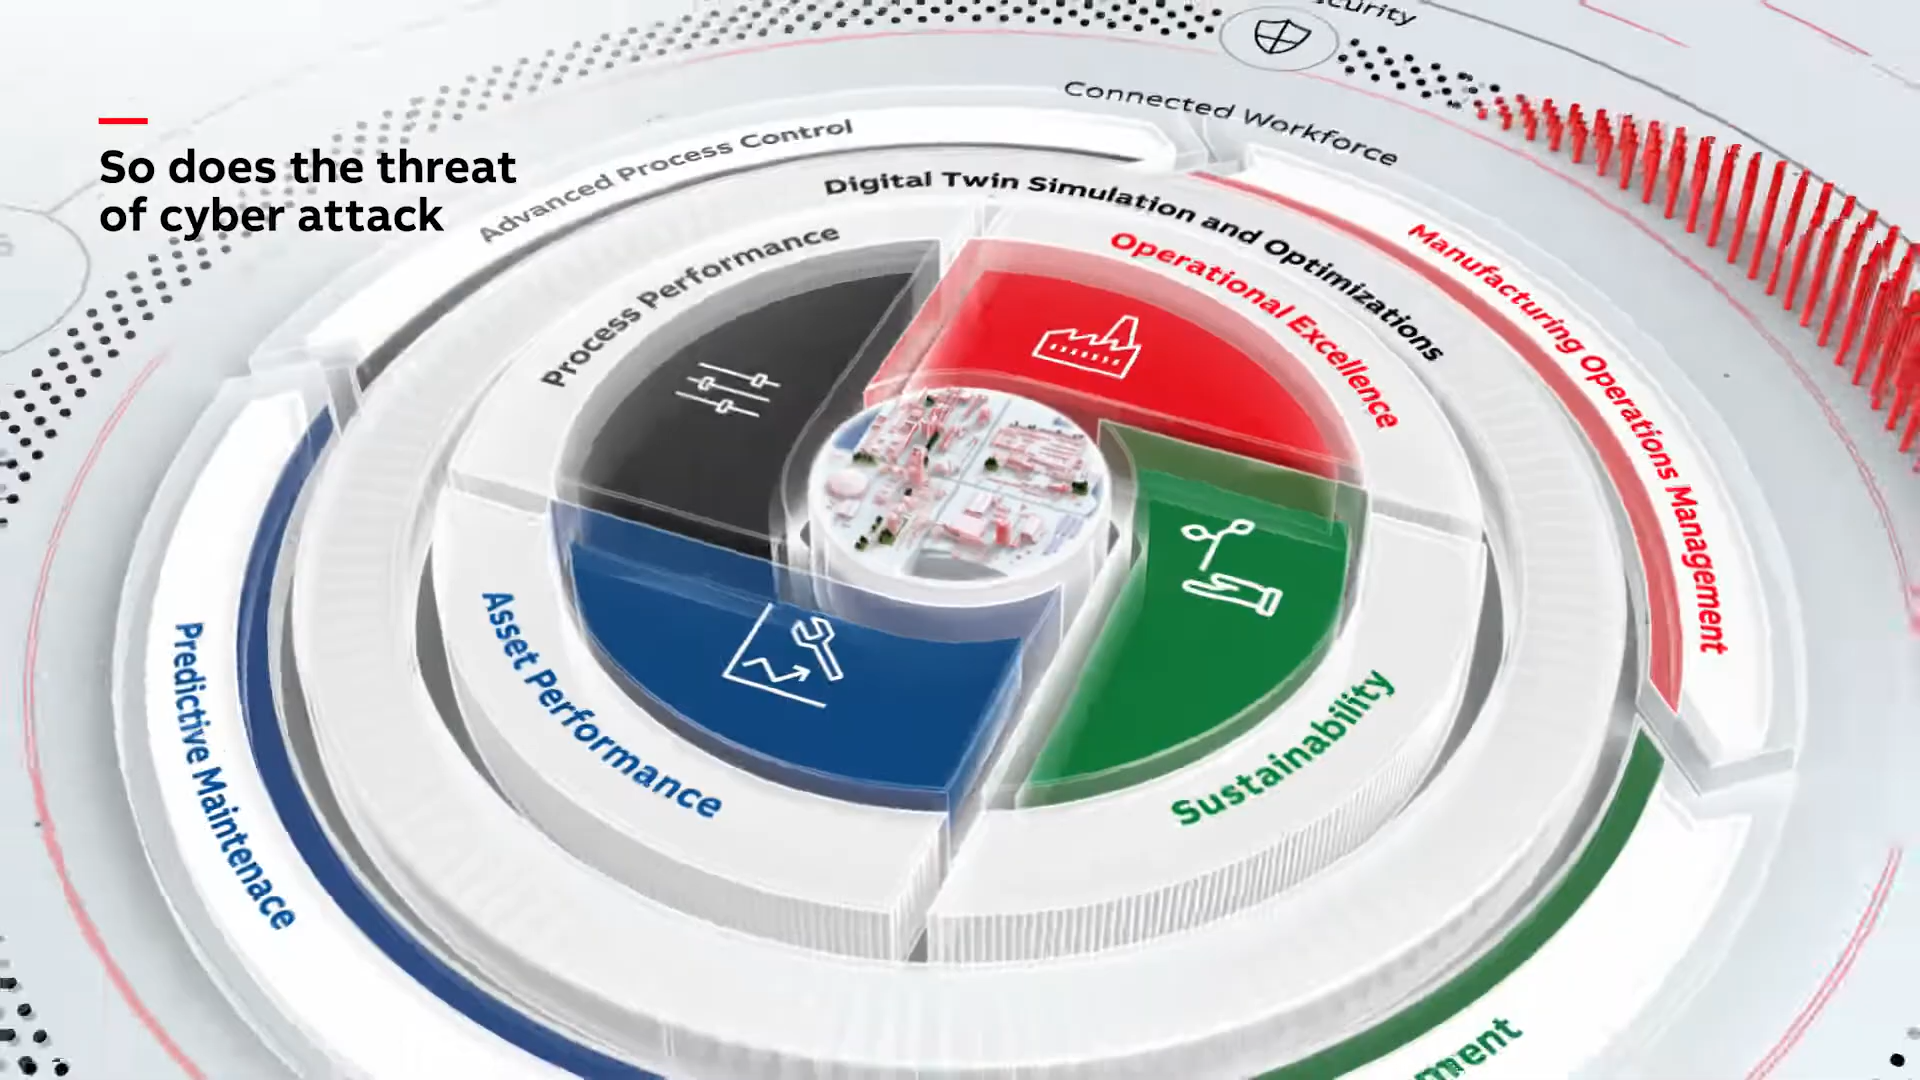 So does the threat
of cyber attack
Connected Workforce
Advanced Process Control
Digital Twin Simulation and Optimizations
Process Performance
Operational Excellence
Manufacturing Operations Management
Asset Performance
Sustainability
Predictive Maintenace